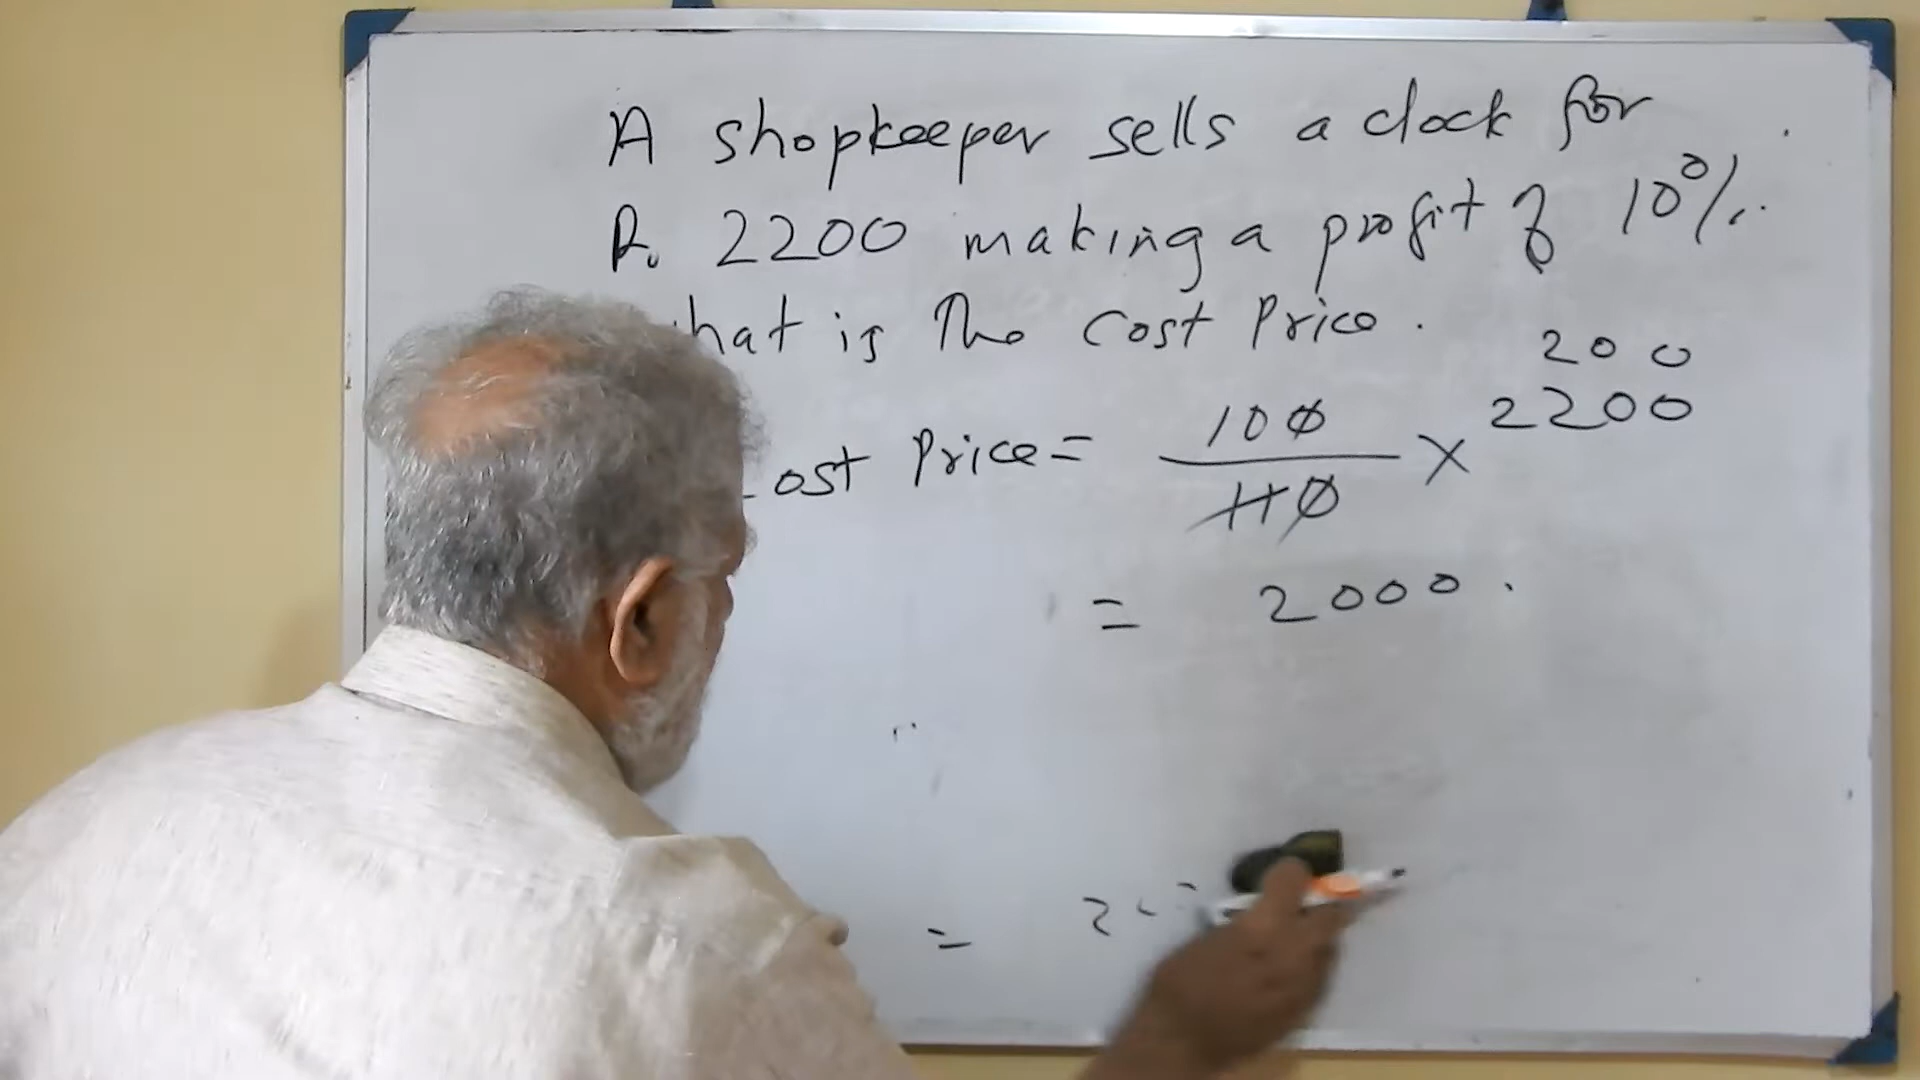 A shopkeeper sells a clock for
R. 2200 making a profit of 10%.
hat is The Cost Price.
200
ost Price = 100 / 110 × 2200
= 2000.
=